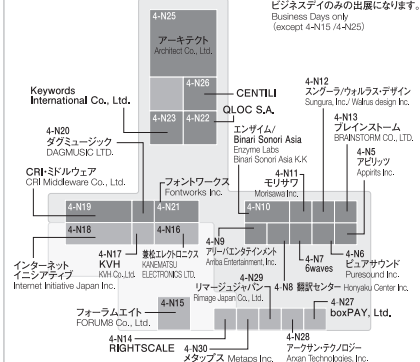 ビジネスデイのみの出展になります。
Business Days only
(except 4-N15 /4-N25)
4-N25
アーキテクト
Architect Co., Ltd.
4-N26
CENTILI
Keywords
International Co., Ltd.
QLOC S.A.
4-N23
4-N22
4-N12
スングーラ/ウォルラス・デザイン
Sungura, Inc./ Walrus design Inc.
4-N13
ブレインストーム
BRAINSTORM CO., LTD.
4-N20
ダグミュージック
DAGMUSIC LTD.
エンザイム/
Binari Sonori Asia
Enzyme Labs
Binari Sonori Asia K.K
4-N5
アピリッツ
Appirits Inc.
CRI・ミドルウェア
CRI Middleware Co., Ltd.
フォントワークス
Fontworks Inc.
4-N11
モリサワ
Morisawa Inc.
4-N19
4-N21
4-N10
4-N18
4-N16
4-N17
KVH
KVH Co.,Ltd.
兼松エレクトロニクス
KANEMATSU
ELECTRONICS LTD.
4-N9
アリーバエンタテインメント
Arriba Entertainment, Inc.
4-N7
6waves
4-N6
ピュアサウンド
Puresound Inc.
インターネット
イニシアティブ
Internet Initiative Japan Inc.
4-N29
リマージュジャパン
Rimage Japan Co., Ltd.
4-N8 翻訳センター Honyaku Center Inc.
4-N15
フォーラムエイト
FORUM8 Co., Ltd.
4-N27
boxPAY, Ltd.
4-N14
RIGHTSCALE
4-N28
アークサン・テクノロジー
Arxan Technologies, Inc.
4-N30
メタップス Metaps Inc.